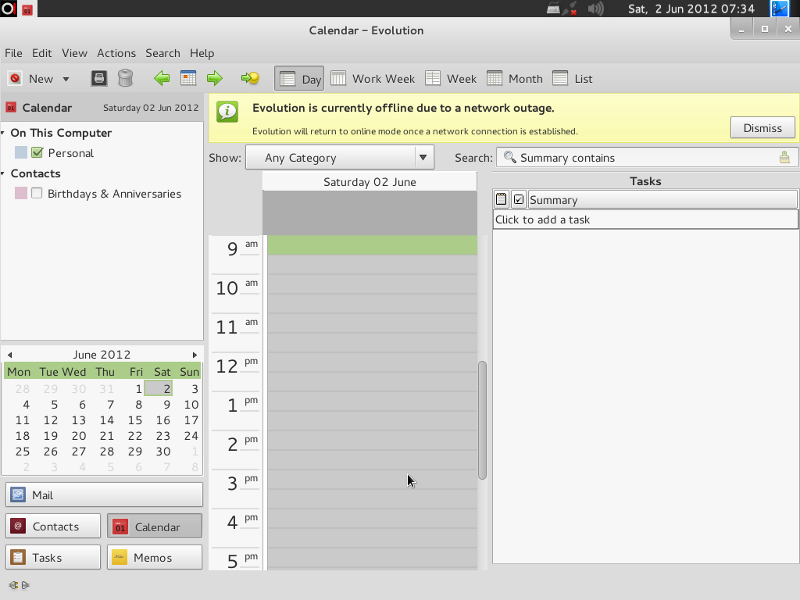 Sat, 2 Jun 2012 07:34
Calendar – Evolution
File Edit View Actions Search Help
New Day Work Week Week Month List
Calendar Saturday 02 Jun 2012
On This Computer
Personal
Contacts
Birthdays & Anniversaries
June 2012
Mon Tue Wed Thu Fri Sat Sun
28 29 30 31 1 2 3
4 5 6 7 8 9 10
11 12 13 14 15 16 17
18 19 20 21 22 23 24
25 26 27 28 29 30 1
2 3 4 5 6 7 8
Mail
Contacts Calendar
Tasks Memos
Evolution is currently offline due to a network outage.
Evolution will return to online mode once a network connection is established.
Dismiss
Show: Any Category Search: Summary contains
Saturday 02 June
9 am
10 am
11 am
12 pm
1 pm
2 pm
3 pm
4 pm
5 pm
Tasks
Summary
Click to add a task